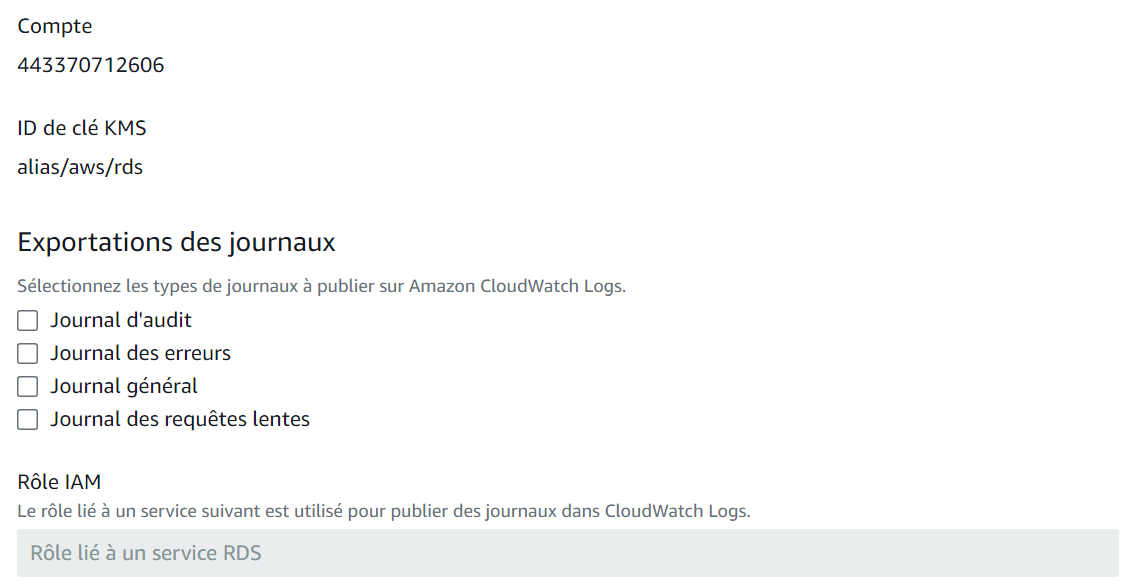 Compte
443370712606
ID de clé KMS
alias/aws/rds
Exportations des journaux
Sélectionnez les types de journaux à publier sur Amazon CloudWatch Logs.
Journal d'audit
Journal des erreurs
Journal général
Journal des requêtes lentes
Rôle IAM
Le rôle lié à un service suivant est utilisé pour publier des journaux dans CloudWatch Logs.
Rôle lié à un service RDS